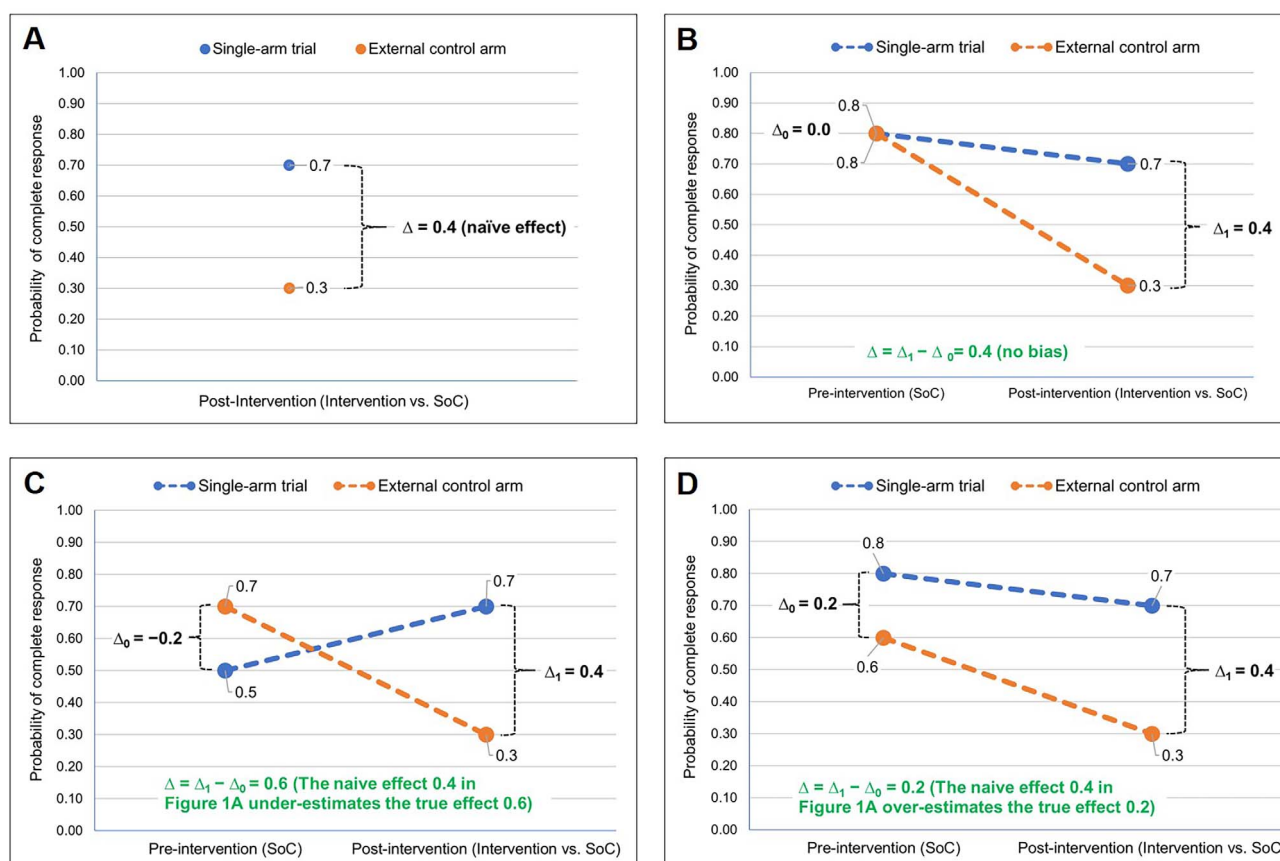 A
Single-arm trial
External control arm
Probability of complete response
1.00
0.90
0.80
0.70
0.60
0.50
0.40
0.30
0.20
0.10
0.00
0.7
0.3
Δ = 0.4 (naïve effect)
Post-Intervention (Intervention vs. SoC)
B
Single-arm trial
External control arm
Probability of complete response
1.00
0.90
0.80
0.70
0.60
0.50
0.40
0.30
0.20
0.10
0.00
0.8
Δ₀ = 0.0
0.8
0.7
0.3
Δ₁ = 0.4
Δ = Δ₁ − Δ ₀= 0.4 (no bias)
Pre-intervention (SoC)
Post-intervention (Intervention vs. SoC)
C
Single-arm trial
External control arm
Probability of complete response
1.00
0.90
0.80
0.70
0.60
0.50
0.40
0.30
0.20
0.10
0.00
0.7
Δ₀ = −0.2
0.5
0.7
Δ₁ = 0.4
0.3
Δ = Δ₁ − Δ₀ = 0.6 (The naive effect 0.4 in
Figure 1A under-estimates the true effect 0.6)
Pre-intervention (SoC)
Post-intervention (Intervention vs. SoC)
D
Single-arm trial
External control arm
Probability of complete response
1.00
0.90
0.80
0.70
0.60
0.50
0.40
0.30
0.20
0.10
0.00
0.8
Δ₀ = 0.2
0.6
0.7
Δ₁ = 0.4
0.3
Δ = Δ₁ − Δ₀ = 0.2 (The naive effect 0.4 in
Figure 1A over-estimates the true effect 0.2)
Pre-intervention (SoC)
Post-intervention (Intervention vs. SoC)